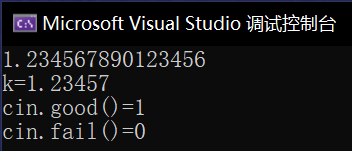 Microsoft Visual Studio 调试控制台
1.234567890123456
k=1.23457
cin.good()=1
cin.fail()=0